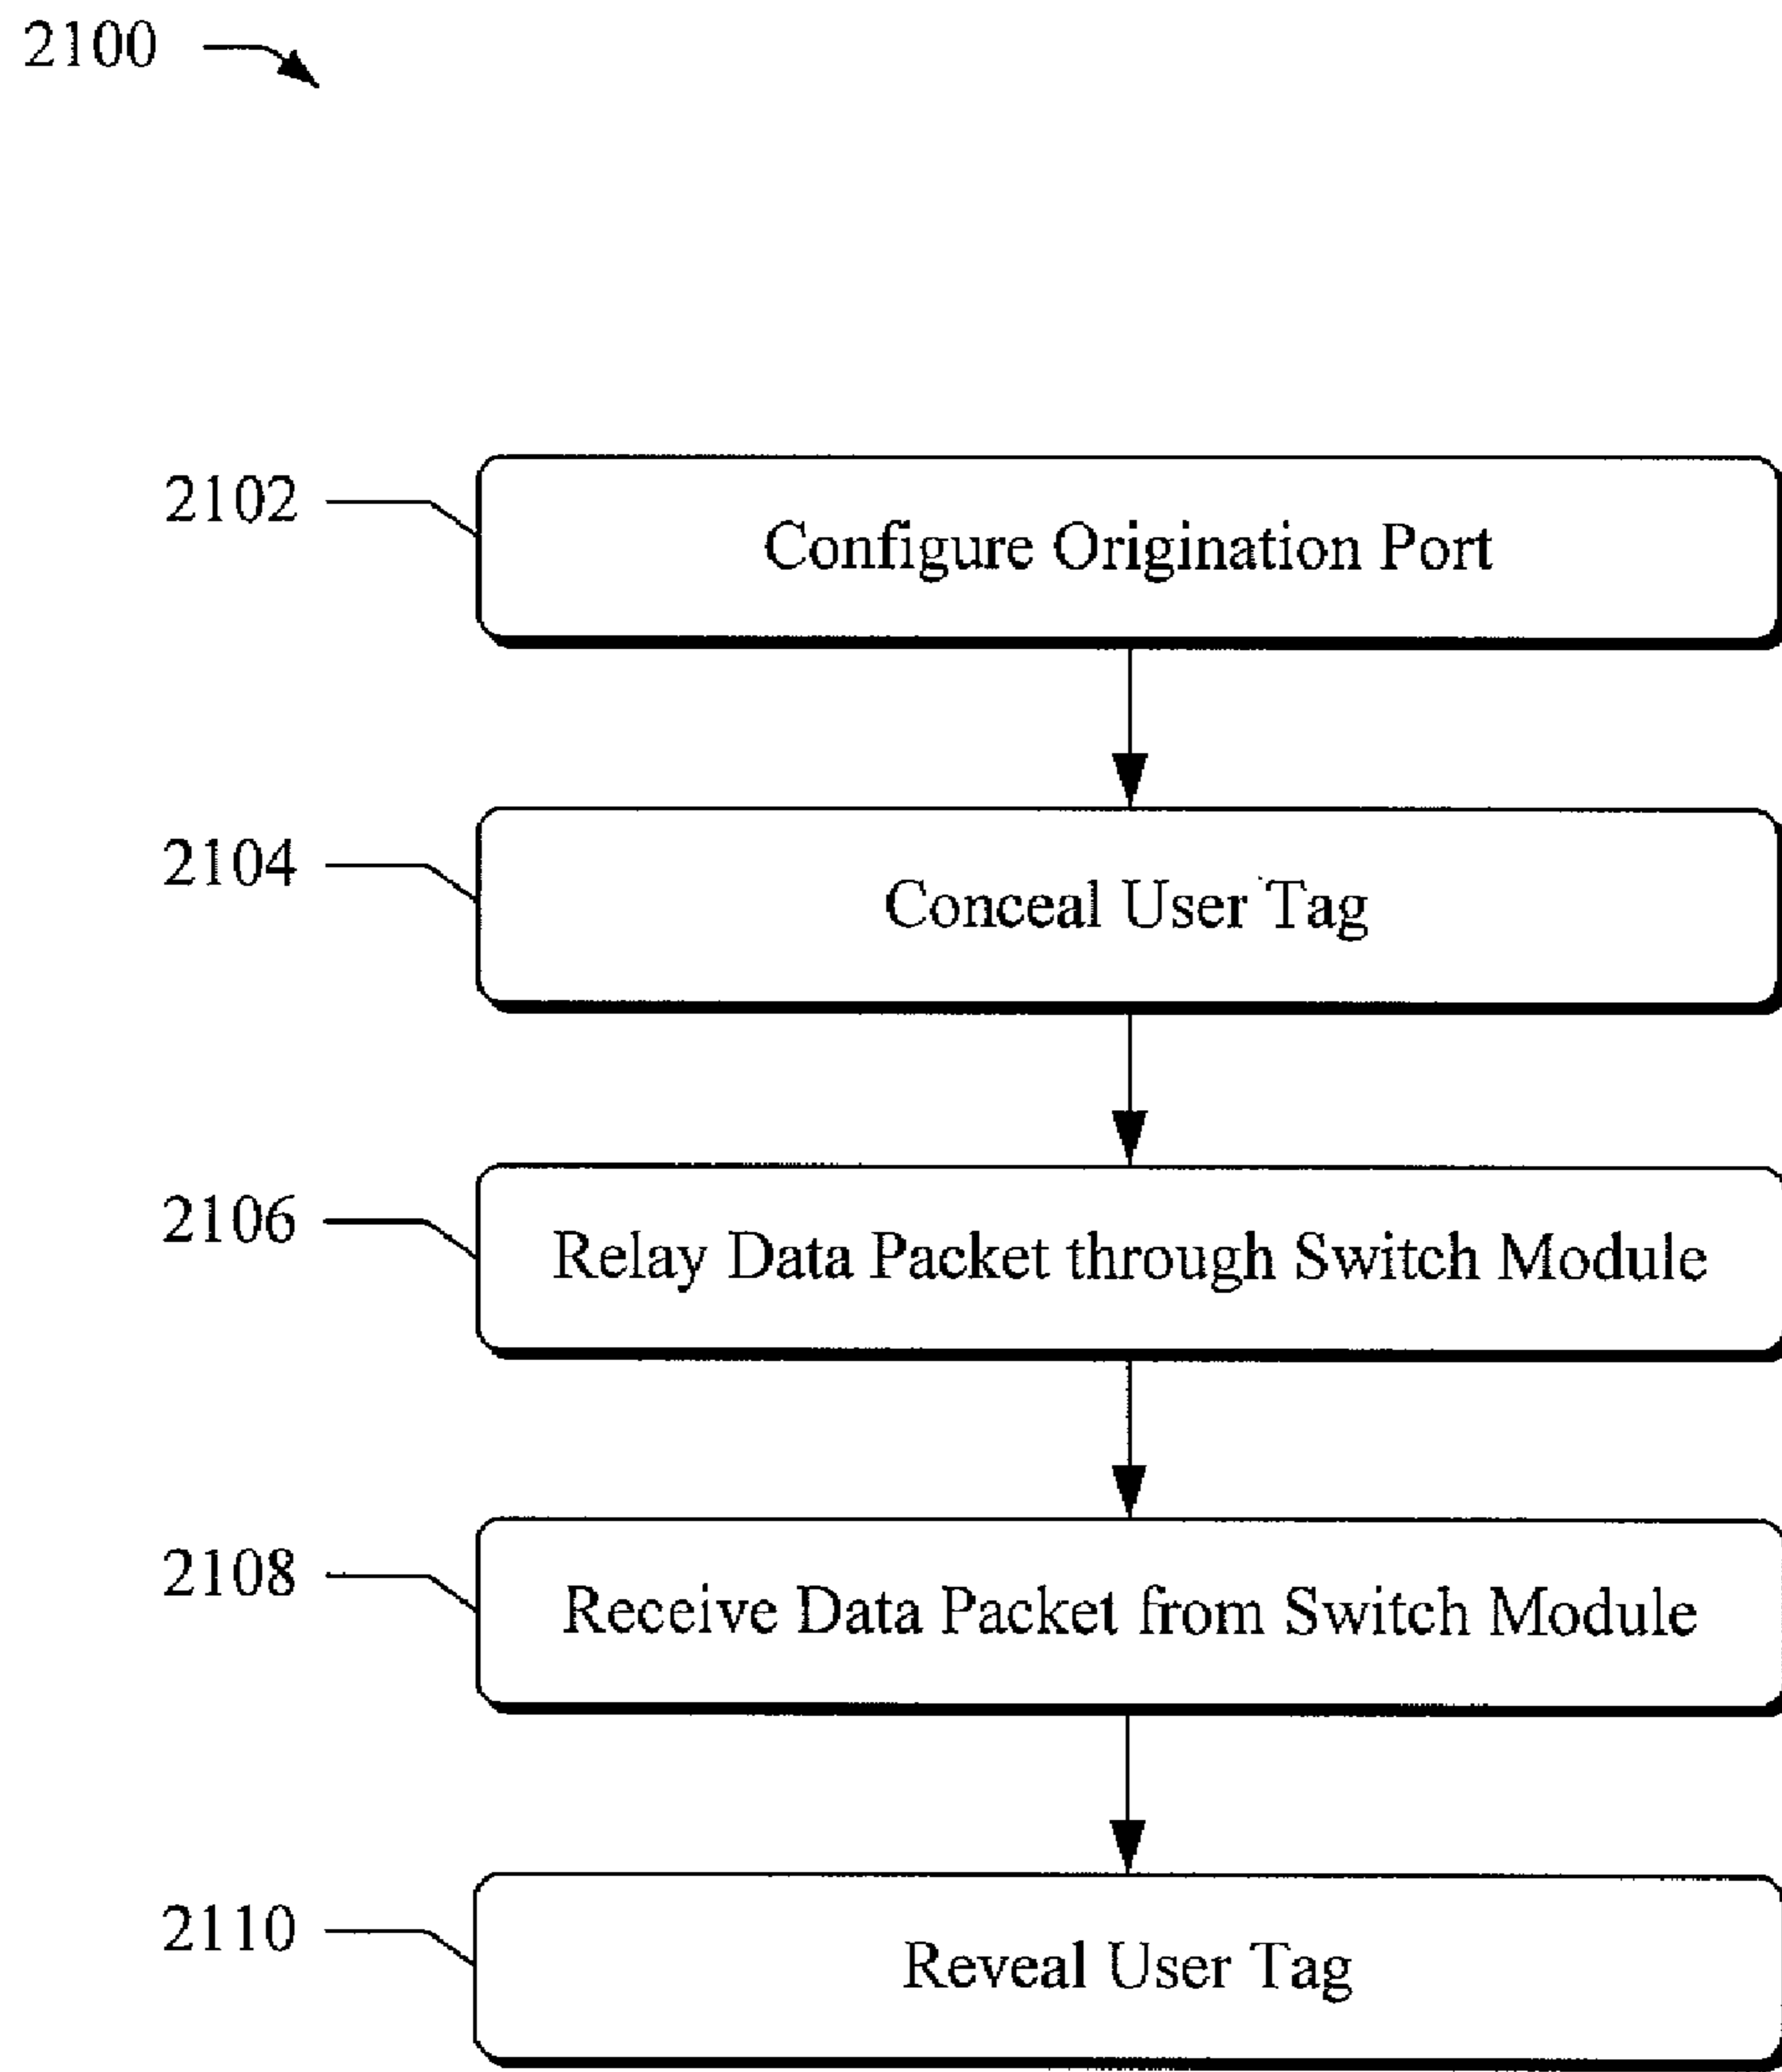 2100
2102
Configure Origination Port
2104
Conceal User Tag
2106
Relay Data Packet through Switch Module
2108
Receive Data Packet from Switch Module
2110
Reveal User Tag